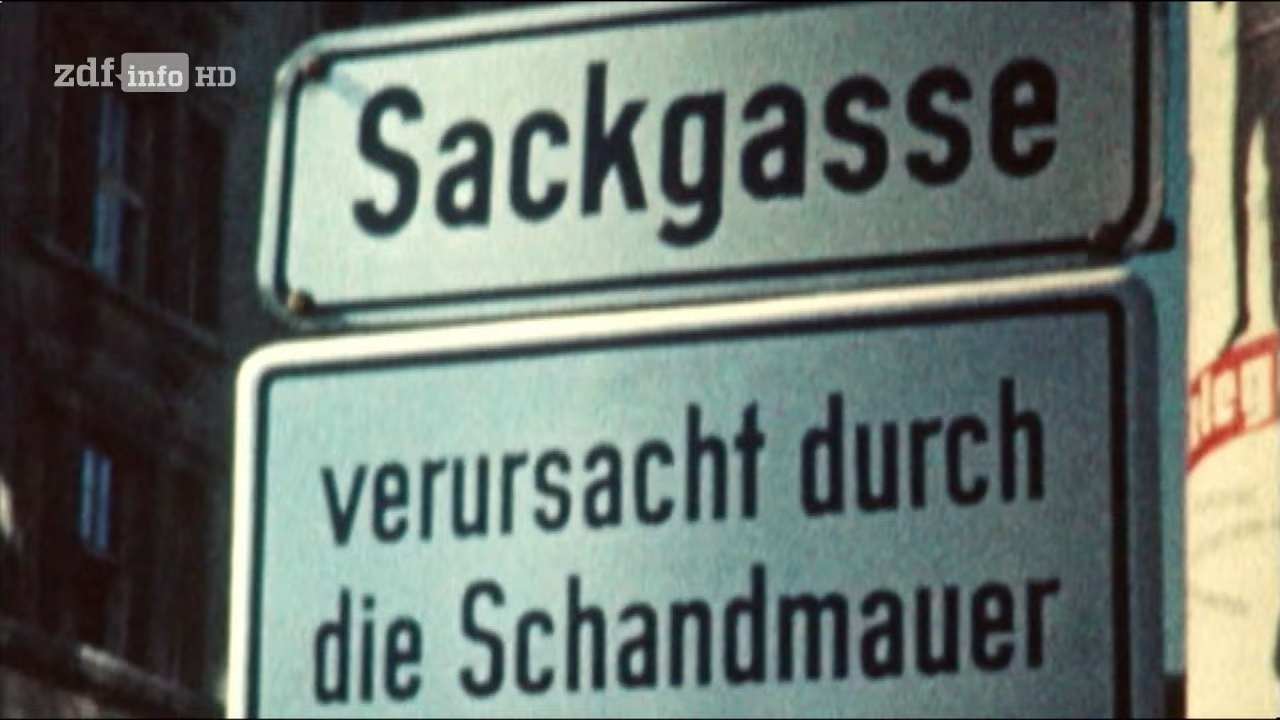 zdf info HD
Sackgasse
verursacht durch
die Schandmauer